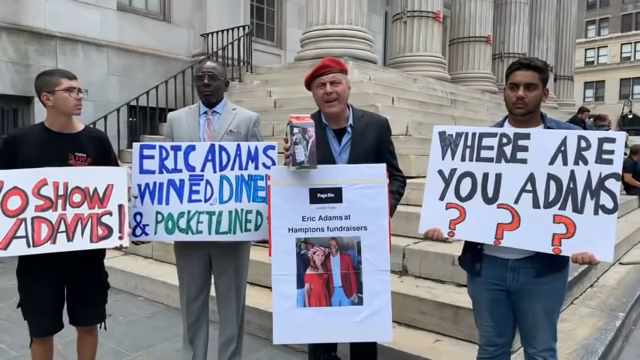 O SHOW
ADAMS!
ERIC ADAMS
WINED, DINED
& POCKETLINED
Page Six
Eric Adams at
Hamptons fundraisers
WHERE ARE
YOU ADAMS
? ? ?